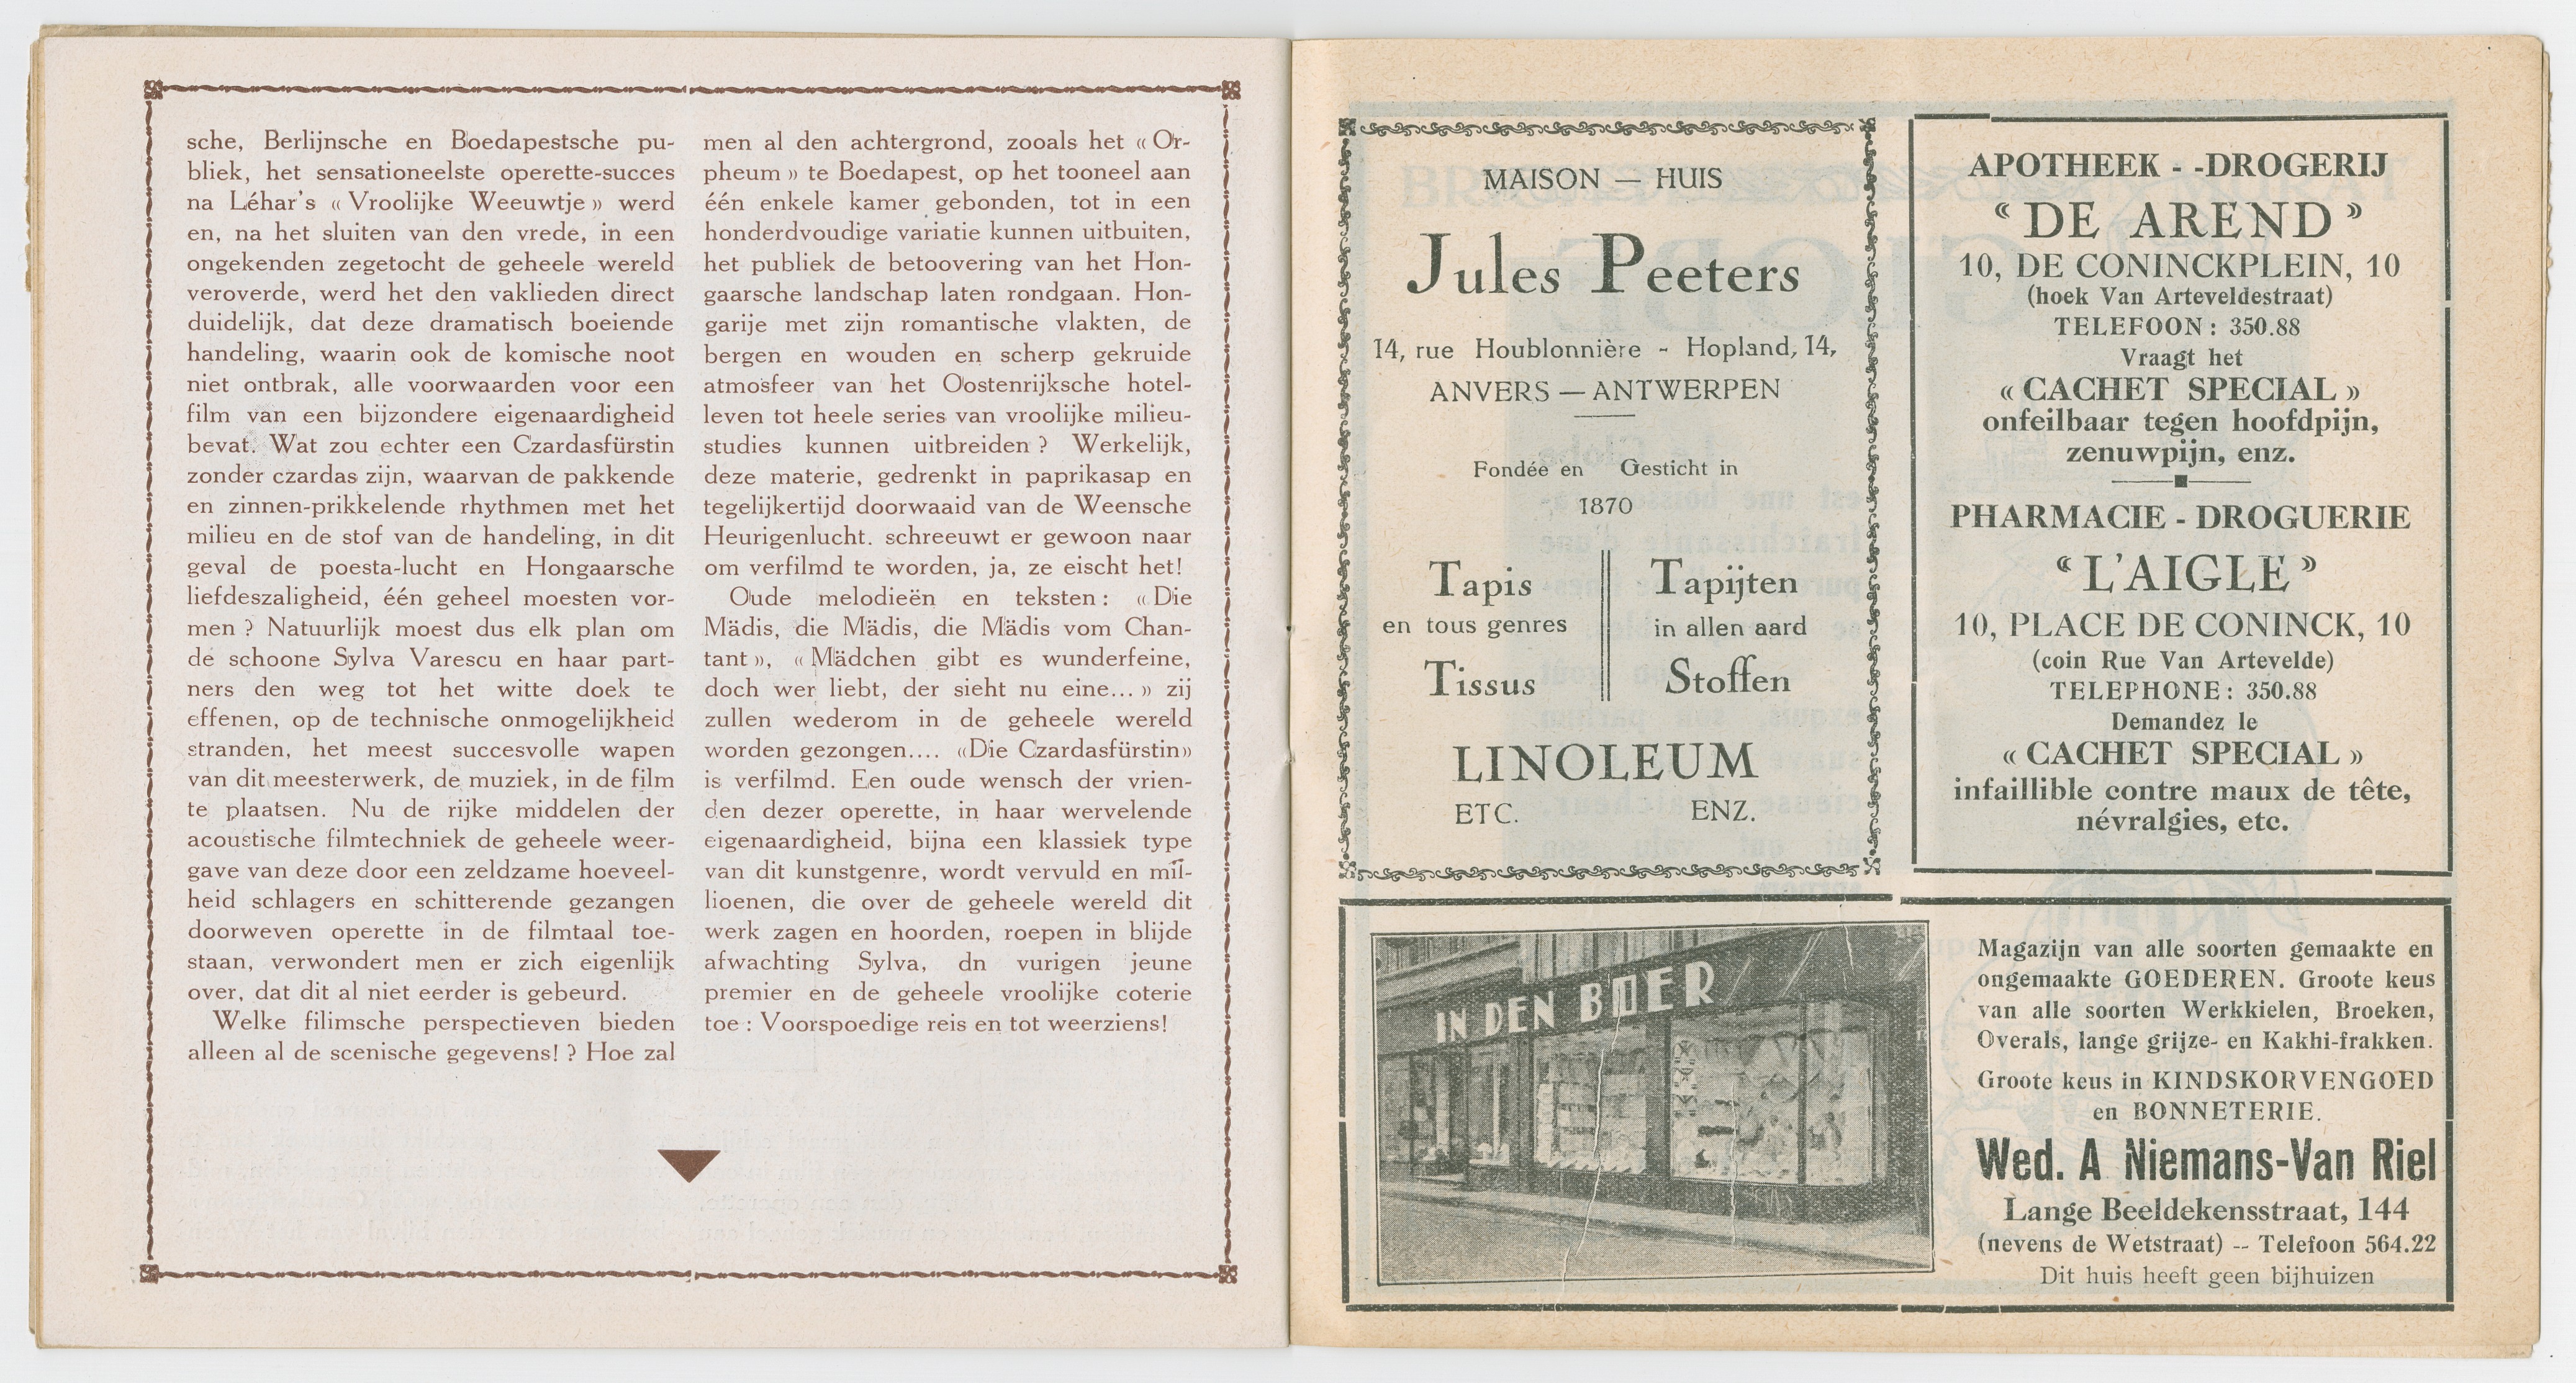 sche, Berlijnsche en Boedapestsche pu-
bliek, het sensationeelste operette-succes
na Léhar's « Vroolijke Weeuwtje » werd
en, na het sluiten van den vrede, in een
ongekenden zegetocht de geheele wereld
veroverde, werd het den vaklieden direct
duidelijk, dat deze dramatisch boeiende
handeling, waarin ook de komische noot
niet ontbrak, alle voorwaarden voor een
film van een bijzondere eigenaardigheid
bevat. Wat zou echter een Czardasfürstin
zonder czardas zijn, waarvan de pakkende
en zinnen-prikkelende rhythmen met het
milieu en de stof van de handeling, in dit
geval de poesta-lucht en Hongaarsche
liefdeszaligheid, één geheel moesten vor-
men ? Natuurlijk moest dus elk plan om
de schoone Sylva Varescu en haar part-
ners den weg tot het witte doek te
effenen, op de technische onmogelijkheid
stranden, het meest succesvolle wapen
van dit meesterwerk, de muziek, in de film
te plaatsen. Nu de rijke middelen der
acoustische filmtechniek de geheele weer-
gave van deze door een zeldzame hoeveel-
heid schlagers en schitterende gezangen
doorweven operette in de filmtaal toe-
staan, verwondert men er zich eigenlijk
over, dat dit al niet eerder is gebeurd.
Welke filimsche perspectieven bieden
alleen al de scenische gegevens! ? Hoe zal
men al den achtergrond, zooals het « Or-
pheum » te Boedapest, op het tooneel aan
één enkele kamer gebonden, tot in een
honderdvoudige variatie kunnen uitbuiten,
het publiek de betoovering van het Hon-
gaarsche landschap laten rondgaan. Hon-
garije met zijn romantische vlakten, de
bergen en wouden en scherp gekruide
atmosfeer van het Oostenrijksche hotel-
leven tot heele series van vroolijke milieu-
studies kunnen uitbreiden ? Werkelijk,
deze materie, gedrenkt in paprikasap en
tegelijkertijd doorwaaid van de Weensche
Heurigenlucht. schreeuwt er gewoon naar
om verfilmd te worden, ja, ze eischt het!
Oude melodieën en teksten : « Die
Mädis, die Mädis, die Mädis vom Chan-
tant », « Mädchen gibt es wunderfeine,
doch wer liebt, der sieht nu eine... » zij
zullen wederom in de geheele wereld
worden gezongen.... «Die Czardasfürstin»
is verfilmd. Een oude wensch der vrien-
den dezer operette, in haar wervelende
eigenaardigheid, bijna een klassiek type
van dit kunstgenre, wordt vervuld en mil-
lioenen, die over de geheele wereld dit
werk zagen en hoorden, roepen in blijde
afwachting Sylva, dn vurigen jeune
premier en de geheele vroolijke coterie
toe : Voorspoedige reis en tot weerziens!
MAISON — HUIS
Jules Peeters
14, rue Houblonnière - Hopland, 14,
ANVERS — ANTWERPEN
Fondée en Gesticht in
1870
Tapis
en tous genres
Tissus
Tapijten
in allen aard
Stoffen
LINOLEUM
ETC. ENZ.
APOTHEEK - -DROGERIJ
“ DE AREND ”
10, DE CONINCKPLEIN, 10
(hoek Van Arteveldestraat)
TELEFOON : 350.88
Vraagt het
« CACHET SPECIAL »
onfeilbaar tegen hoofdpijn,
zenuwpijn, enz.
PHARMACIE - DROGUERIE
“ L'AIGLE ”
10, PLACE DE CONINCK, 10
(coin Rue Van Artevelde)
TELEPHONE : 350.88
Demandez le
« CACHET SPECIAL »
infaillible contre maux de tête,
névralgies, etc.
IN DEN BOER
Magazijn van alle soorten gemaakte en
ongemaakte GOEDEREN. Groote keus
van alle soorten Werkkielen, Broeken,
Overals, lange grijze- en Kakhi-frakken.
Groote keus in KINDSKORVENGOED
en BONNETERIE.
Wed. A Niemans-Van Riel
Lange Beeldekensstraat, 144
(nevens de Wetstraat) -- Telefoon 564.22
Dit huis heeft geen bijhuizen